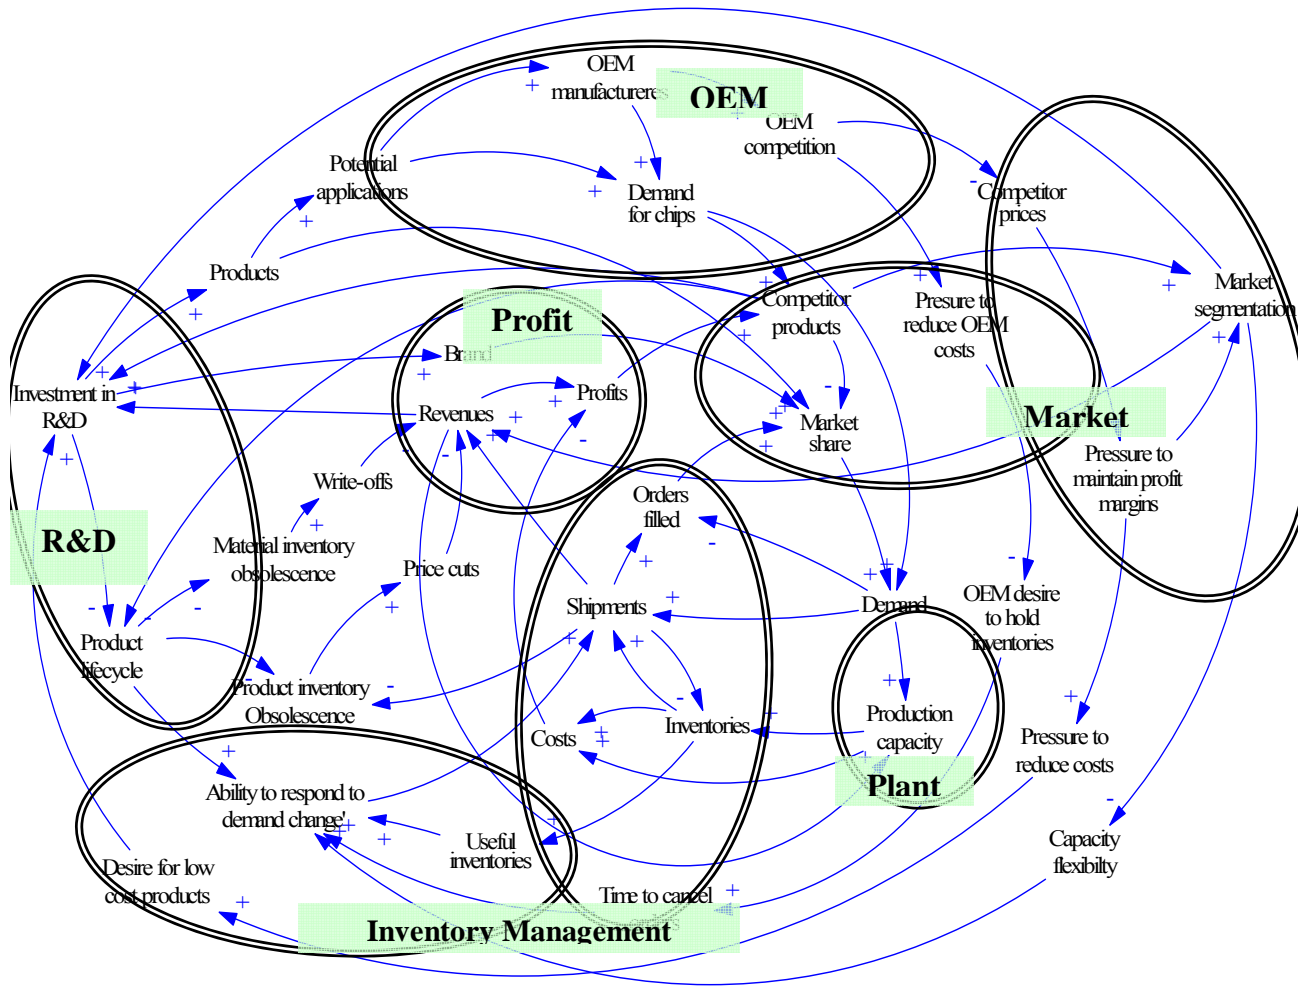 OEM
manufactureres
OEM
OEM
competition
Potential
applications
Demand
for chips
Competitor
prices
Products
Market
segmentation
Competitor
products
Presure to
reduce OEM
costs
Profit
Brand
Investment in
R&D
Profits
Revenues
Market
share
Market
Pressure to
maintain profit
margins
Write-offs
Orders
filled
R&D
Material inventory
obsolescence
Price cuts
Shipments
Demand
OEM desire
to hold
inventories
Product
lifecycle
Product inventory
Obsolescence
Costs
Inventories
Production
capacity
Pressure to
reduce costs
Plant
Ability to respond to
demand change'
Useful
inventories
Capacity
flexibilty
Desire for low
cost products
Time to cancel
Inventory Management